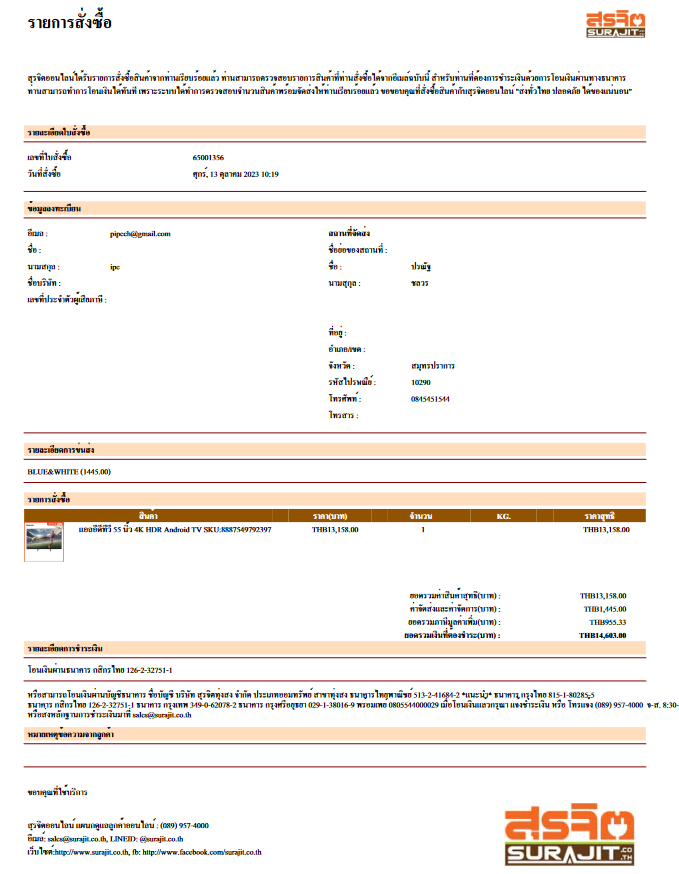 รายการสั่งซื้อ
สุรจิต
SURAJIT.CO.TH
สุรจิตออนไลน์ได้รับรายการสั่งซื้อสินค้าจากท่านเรียบร้อยแล้ว ท่านสามารถตรวจสอบรายการสินค้าที่ท่านสั่งซื้อได้จากอีเมล์ฉบับนี้ สำหรับท่านที่ต้องการชำระเงินด้วยการโอนเงินผ่านทางธนาคาร
ท่านสามารถทำการโอนเงินได้ทันที เพราะระบบได้ทำการตรวจสอบจำนวนสินค้าพร้อมจัดส่งให้ท่านเรียบร้อยแล้ว ขอขอบคุณที่สั่งซื้อสินค้ากับสุรจิตออนไลน์ "ส่งทั่วไทย ปลอดภัย ได้ของแน่นอน"
รายละเอียดใบสั่งซื้อ
เลขที่ใบสั่งซื้อ 65001356
วันที่สั่งซื้อ ศุกร์, 13 ตุลาคม 2023 10:19
ข้อมูลลงทะเบียน
อีเมล : pipcch@gmail.com สถานที่จัดส่ง
ชื่อ : ชื่อย่อของสถานที่ :
นามสกุล : ipc ชื่อ : ปรณัฐ
ชื่อบริษัท : นามสกุล : ชลวร
เลขที่ประจำตัวผู้เสียภาษี :
ที่อยู่ :
อำเภอ/เขต :
จังหวัด : สมุทรปราการ
รหัสไปรษณีย์ : 10290
โทรศัพท์ : 0845451544
โทรสาร :
รายละเอียดการขนส่ง
BLUE&WHITE (1445.00)
รายการสั่งซื้อ
สินค้า ราคา(บาท) จำนวน KG. ราคาสุทธิ
แอลอีดีทีวี 55 นิ้ว 4K HDR Android TV SKU:8887549792397 THB13,158.00 1 THB13,158.00
ยอดรวมค่าสินค้าสุทธิ(บาท) : THB13,158.00
ค่าจัดส่งและค่าจัดการ(บาท) : THB1,445.00
ยอดรวมภาษีมูลค่าเพิ่ม(บาท) : THB955.33
ยอดรวมเงินที่ต้องชำระ(บาท) : THB14,603.00
รายละเอียดการชำระเงิน
โอนเงินผ่านธนาคาร กสิกรไทย 126-2-32751-1
หรือสามารถโอนเงินผ่านบัญชีธนาคาร ชื่อบัญชี บริษัท สุรจิตทุ่งสง จำกัด ประเภทออมทรัพย์ สาขาทุ่งสง ธนาคารไทยพาณิชย์ 513-2-41684-2 *แนะนำ* ธนาคาร กรุงไทย 815-1-80285-5
ธนาคาร กสิกรไทย 126-2-32751-1 ธนาคาร กรุงเทพ 349-0-62078-2 ธนาคาร กรุงศรีอยุธยา 029-1-38016-9 พร้อมเพย์ 0805544000029 เมื่อโอนเงินแล้วกรุณา แจ้งชำระเงิน หรือ โทรแจ้ง (089) 957-4000 จ-ส. 8:30-
หรือส่งหลักฐานการชำระเงินมาที่ sales@surajit.co.th
หมายเหตุข้อความจากลูกค้า
ขอบคุณที่ใช้บริการ
สุรจิตออนไลน์ แผนกดูแลลูกค้าออนไลน์ : (089) 957-4000
อีเมล์: sales@surajit.co.th, LINEID: @surajit.co.th
เว็บไซต์:http://www.surajit.co.th, fb: http://www.facebook.com/surajit.co.th
สุรจิต
SURAJIT.CO.TH